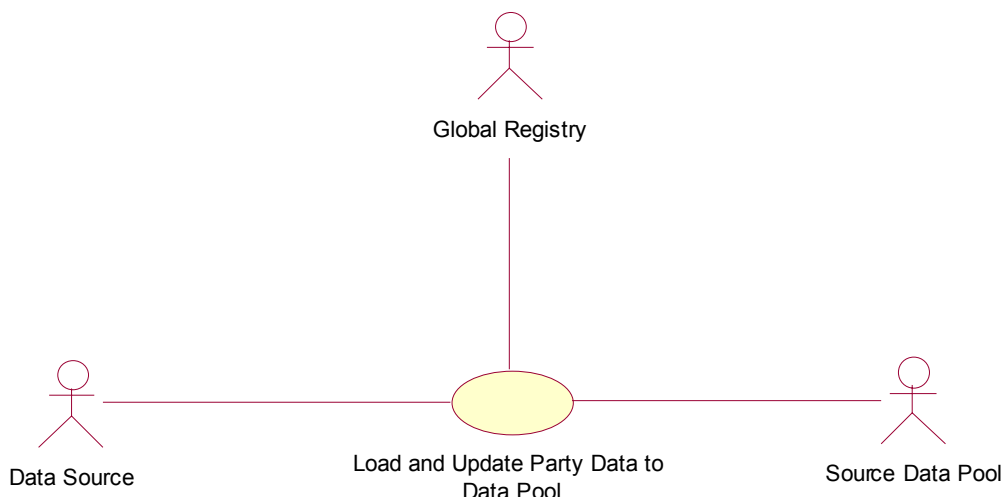 Global Registry
Data Source
Load and Update Party Data to
Data Pool
Source Data Pool